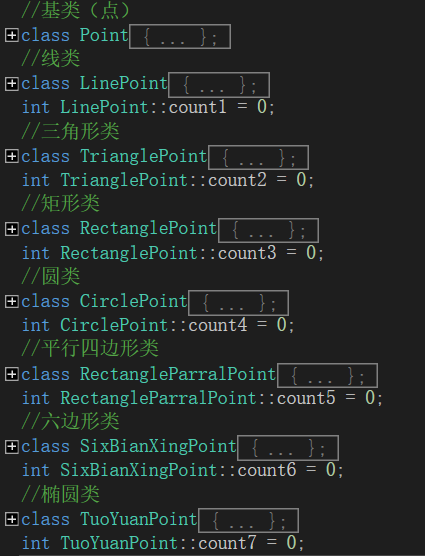 //基类（点）
class Point{ ... };
//线类
class LinePoint{ ... };
int LinePoint::count1 = 0;
//三角形类
class TrianglePoint{ ... };
int TrianglePoint::count2 = 0;
//矩形类
class RectanglePoint{ ... };
int RectanglePoint::count3 = 0;
//圆类
class CirclePoint{ ... };
int CirclePoint::count4 = 0;
//平行四边形类
class RectangleParralPoint{ ... };
int RectangleParralPoint::count5 = 0;
//六边形类
class SixBianXingPoint{ ... };
int SixBianXingPoint::count6 = 0;
//椭圆类
class TuoYuanPoint{ ... };
int TuoYuanPoint::count7 = 0;